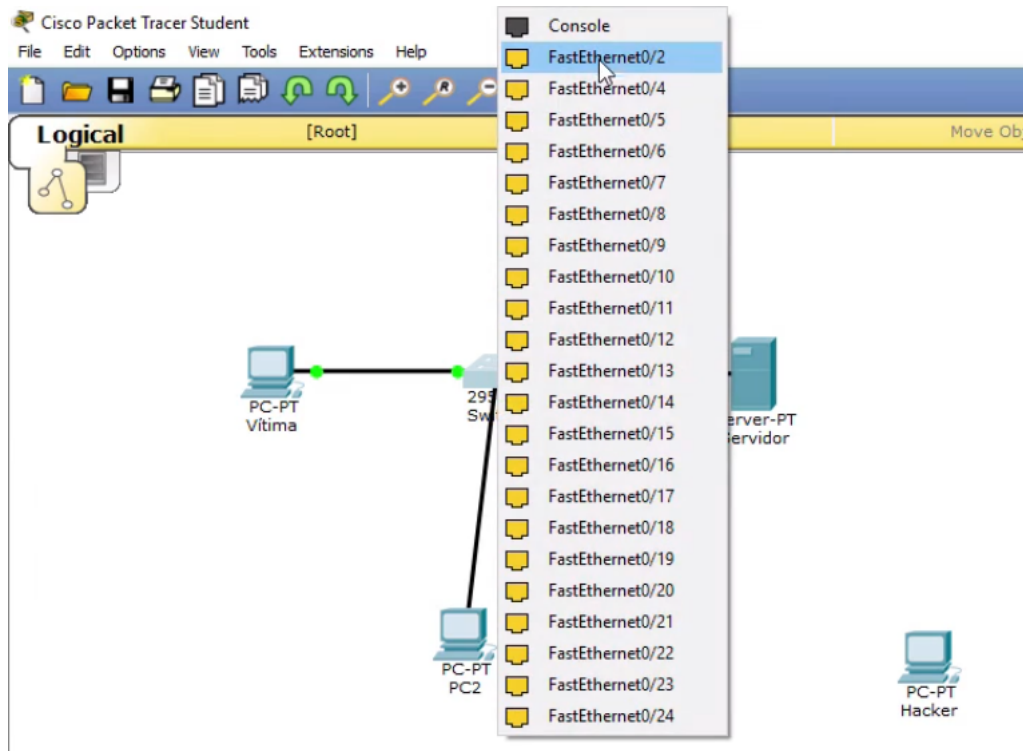 Cisco Packet Tracer Student
File Edit Options View Tools Extensions Help
R
Logical
[Root]
Move Ob
Console
FastEthernet0/2
FastEthernet0/4
FastEthernet0/5
FastEthernet0/6
FastEthernet0/7
FastEthernet0/8
FastEthernet0/9
FastEthernet0/10
FastEthernet0/11
FastEthernet0/12
FastEthernet0/13
FastEthernet0/14
FastEthernet0/15
FastEthernet0/16
FastEthernet0/17
FastEthernet0/18
FastEthernet0/19
FastEthernet0/20
FastEthernet0/21
FastEthernet0/22
FastEthernet0/23
FastEthernet0/24
PC-PT
Vítima
295
Swi
erver-PT
Servidor
PC-PT
PC2
PC-PT
Hacker